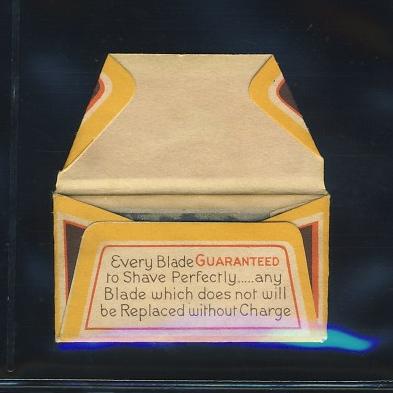 Every Blade GUARANTEED
to Shave Perfectly.....any
Blade which does not will
be Replaced without Charge